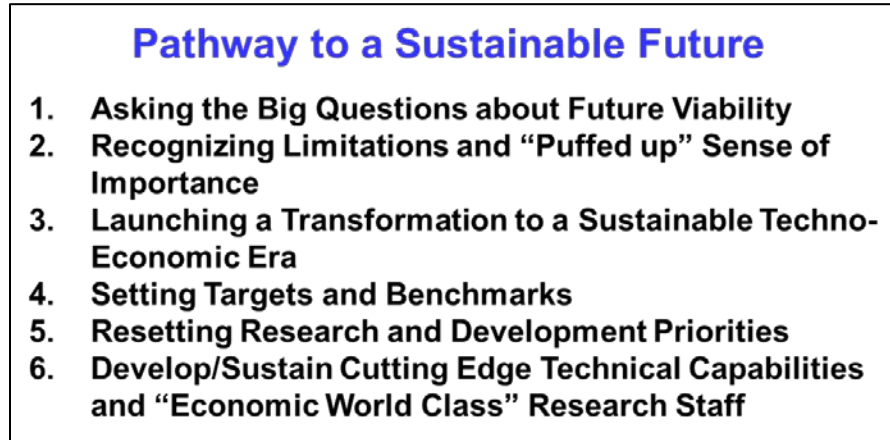 Pathway to a Sustainable Future
1. Asking the Big Questions about Future Viability
2. Recognizing Limitations and “Puffed up” Sense of
Importance
3. Launching a Transformation to a Sustainable Techno-
Economic Era
4. Setting Targets and Benchmarks
5. Resetting Research and Development Priorities
6. Develop/Sustain Cutting Edge Technical Capabilities
and “Economic World Class” Research Staff